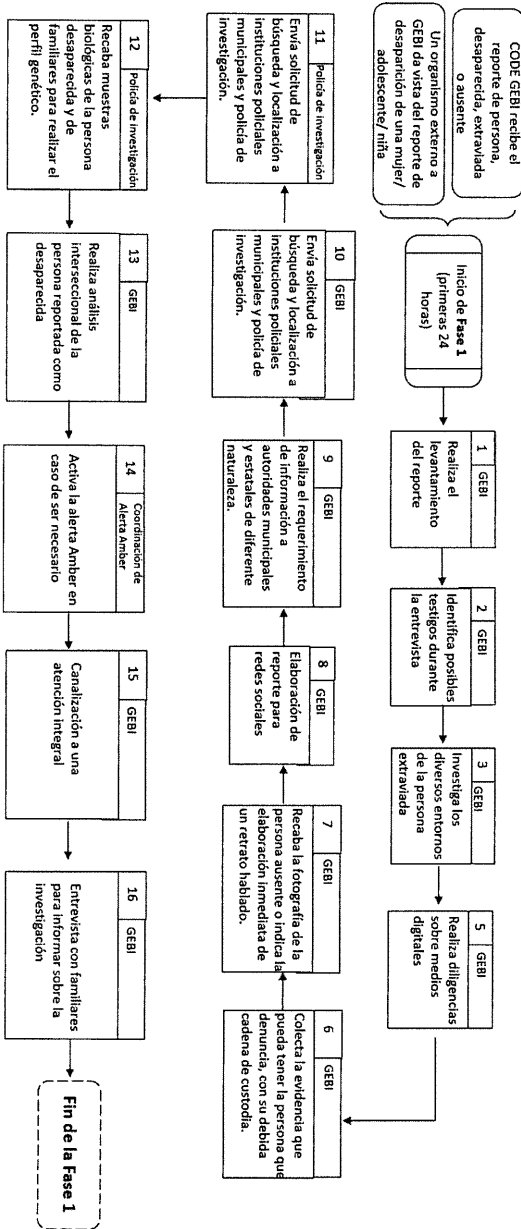 CODE GEBI recibe el
reporte de persona,
desaparecida, extraviada
o ausente
Un organismo externo a
GEBI da vista del reporte de
desaparición de una mujer/
adolescente/ niña
Inicio de Fase 1
(primeras 24
horas)
1 GEBI
Realiza el
levantamiento
del reporte
2 GEBI
Identifica posibles
testigos durante
la entrevista
3 GEBI
Investiga los
diversos entornos
de la persona
extraviada
5 GEBI
Realiza diligencias
sobre medios
digitales
6 GEBI
Colecta la evidencia que
pueda tener la persona que
denuncia, con su debida
cadena de custodia.
7 GEBI
Recaba la fotografía de la
persona ausente o indica la
elaboración inmediata de
un retrato hablado.
8 GEBI
Elaboración de
reporte para
redes sociales
9 GEBI
Realiza el requerimiento
de información a
autoridades municipales
y estatales de diferente
naturaleza.
10 GEBI
Envía solicitud de
búsqueda y localización a
instituciones policiales
municipales y policía de
investigación.
11 Policía de investigación
Envía solicitud de
búsqueda y localización a
instituciones policiales
municipales y policía de
investigación.
12 Policía de investigación
Recaba muestras
biológicas de la persona
desaparecida y de
familiares para realizar el
perfil genético.
13 GEBI
Realiza análisis
interseccional de la
persona reportada como
desaparecida
14 Coordinación de
Alerta Amber
Activa la alerta Amber en
caso de ser necesario
15 GEBI
Canalización a una
atención integral
16 GEBI
Entrevista con familiares
para informar sobre la
investigación
Fin de la Fase 1